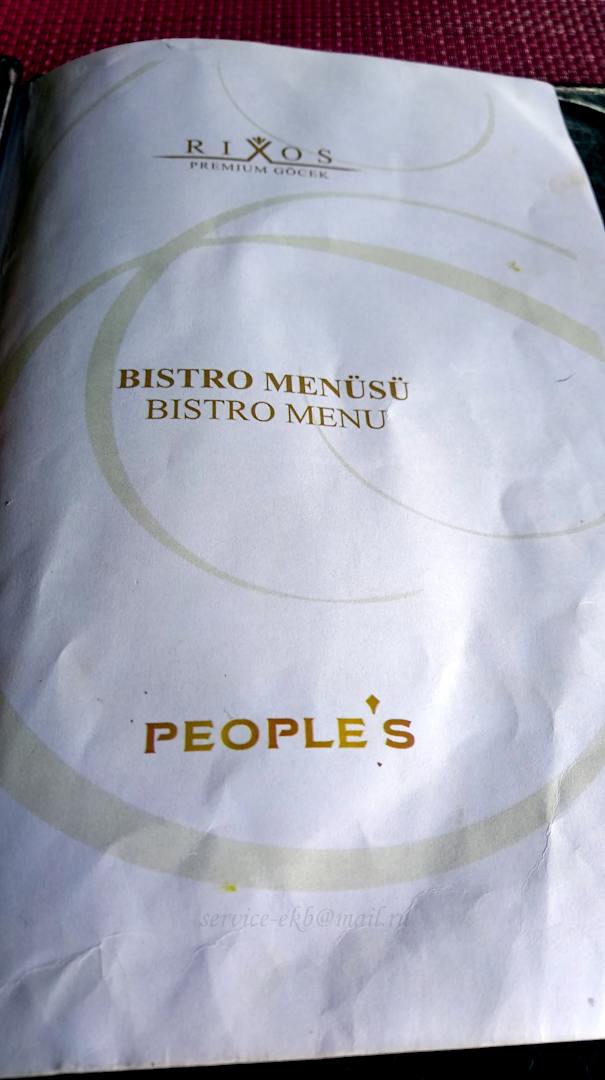 RIXOS
PREMIUM GÖCEK
BISTRO MENÜSÜ
BISTRO MENU
PEOPLE'S
service-ekb@mail.ru